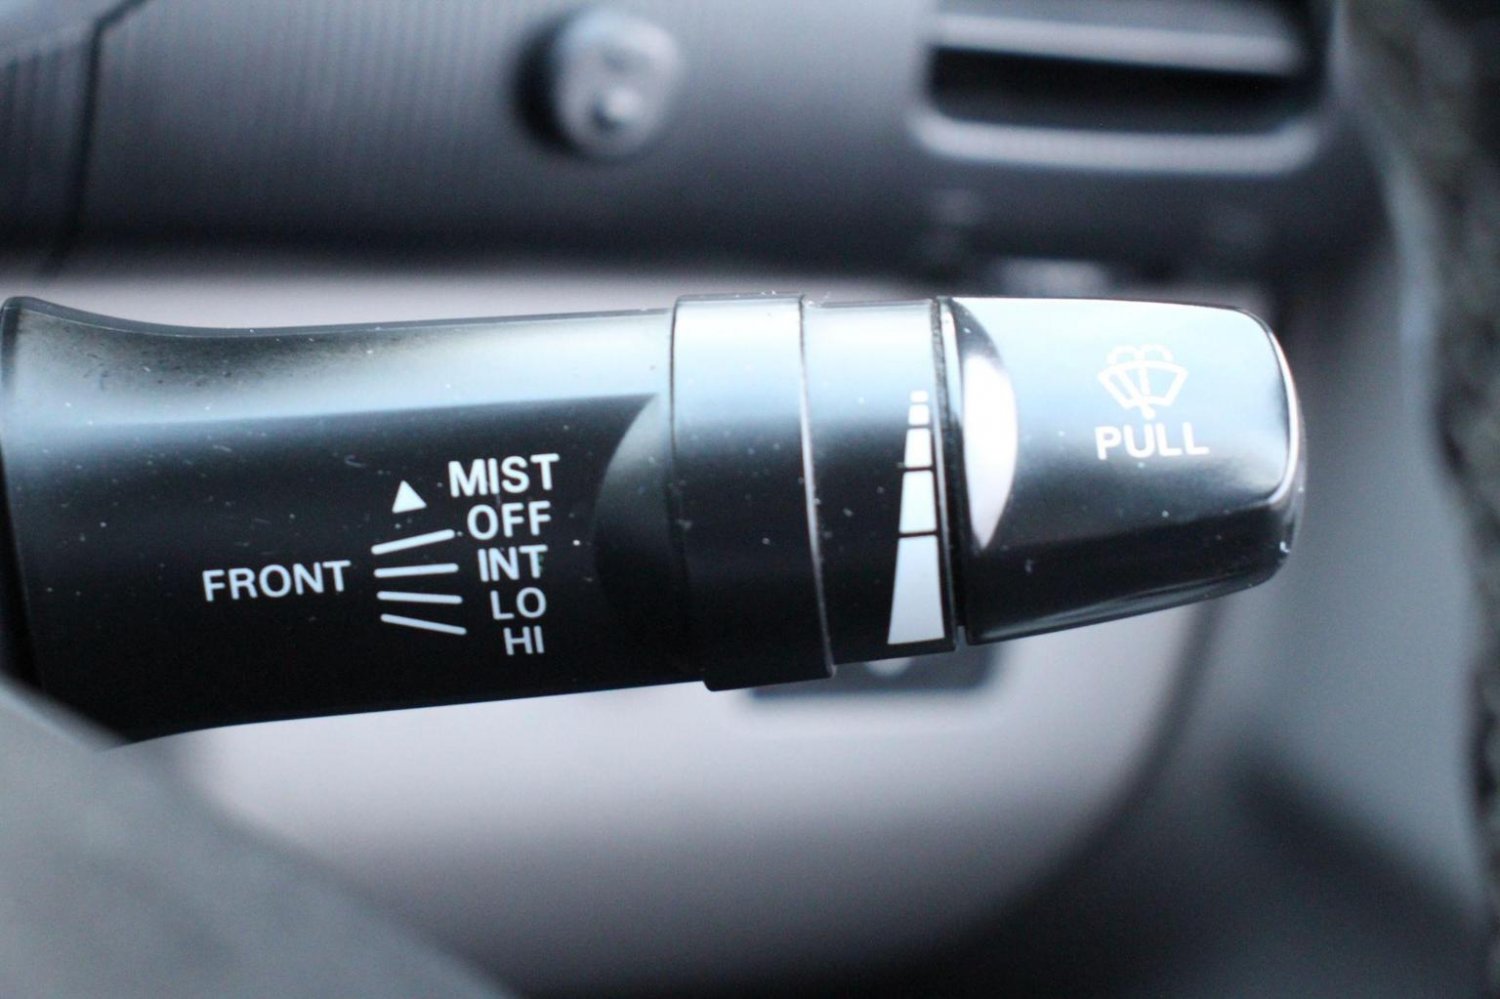 MIST
OFF
FRONT INT
LO
HI
PULL